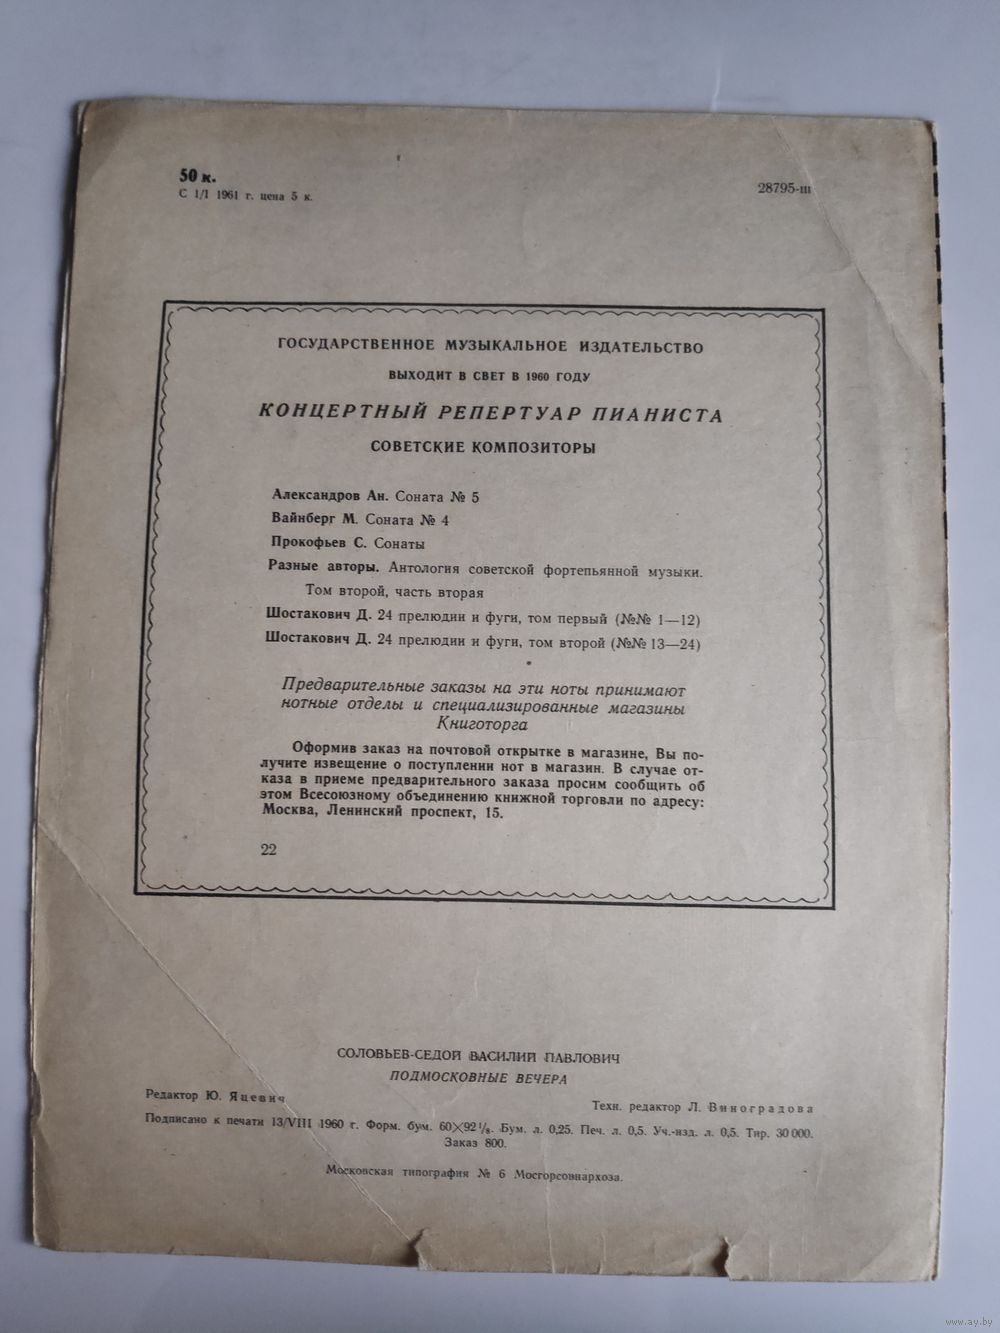 50 к.
С 1/I 1961 г. цена 5 к.
28795-ш
ГОСУДАРСТВЕННОЕ МУЗЫКАЛЬНОЕ ИЗДАТЕЛЬСТВО
ВЫХОДИТ В СВЕТ В 1960 ГОДУ
КОНЦЕРТНЫЙ РЕПЕРТУАР ПИАНИСТА
СОВЕТСКИЕ КОМПОЗИТОРЫ
Александров Ан. Соната № 5
Вайнберг М. Соната № 4
Прокофьев С. Сонаты
Разные авторы. Антология советской фортепьянной музыки.
Том второй, часть вторая
Шостакович Д. 24 прелюдии и фуги, том первый (№№ 1—12)
Шостакович Д. 24 прелюдии и фуги, том второй (№№ 13—24)
Предварительные заказы на эти ноты принимают
нотные отделы и специализированные магазины
Книготорга
Оформив заказ на почтовой открытке в магазине, Вы по-
лучите извещение о поступлении нот в магазин. В случае от-
каза в приеме предварительного заказа просим сообщить об
этом Всесоюзному объединению книжной торговли по адресу:
Москва, Ленинский проспект, 15.
22
СОЛОВЬЕВ-СЕДОЙ ВАСИЛИЙ ПАВЛОВИЧ
ПОДМОСКОВНЫЕ ВЕЧЕРА
Редактор Ю. Яцевич
Техн. редактор Л. Виноградова
Подписано к печати 13/VIII 1960 г. Форм. бум. 60×92 1/8. Бум. л. 0,25. Печ. л. 0,5. Уч.-изд. л. 0,5. Тир. 30 000.
Заказ 800.
Московская типография № 6 Мосгорсовнархоза.
www.ay.by